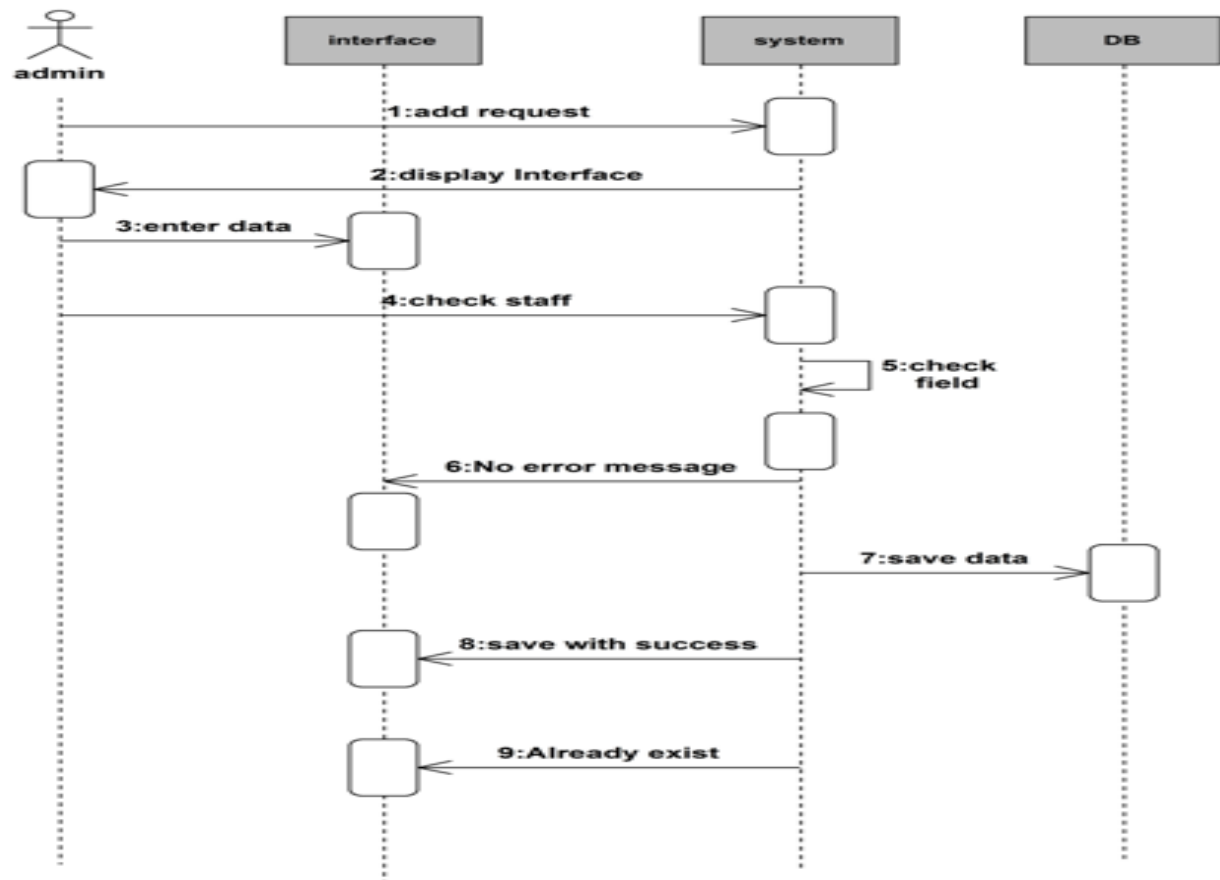 admin
interface
system
DB
1:add request
2:display Interface
3:enter data
4:check staff
5:check
field
6:No error message
7:save data
8:save with success
9:Already exist